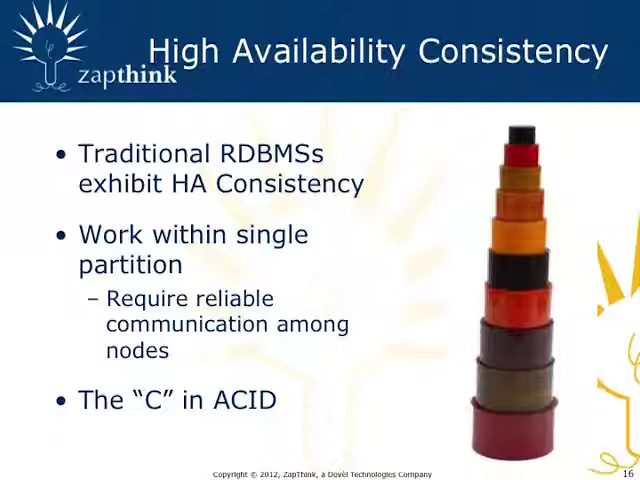 High Availability Consistency
zapthink
• Traditional RDBMSs
exhibit HA Consistency
• Work within single
partition
– Require reliable
communication among
nodes
• The “C” in ACID
Copyright © 2012, ZapThink, a Dovèl Technologies Company
16